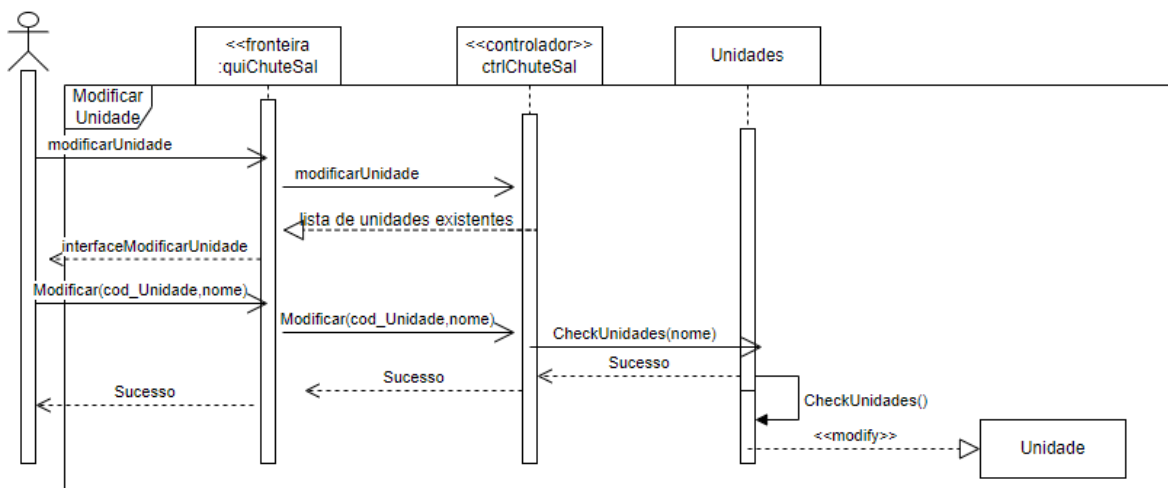 <<fronteira
:quiChuteSal
<<controlador>>
ctrlChuteSal
Unidades
Modificar
Unidade
modificarUnidade
modificarUnidade
lista de unidades existentes
interfaceModificarUnidade
Modificar(cod_Unidade,nome)
Modificar(cod_Unidade,nome)
CheckUnidades(nome)
Sucesso
Sucesso
Sucesso
CheckUnidades()
<<modify>>
Unidade